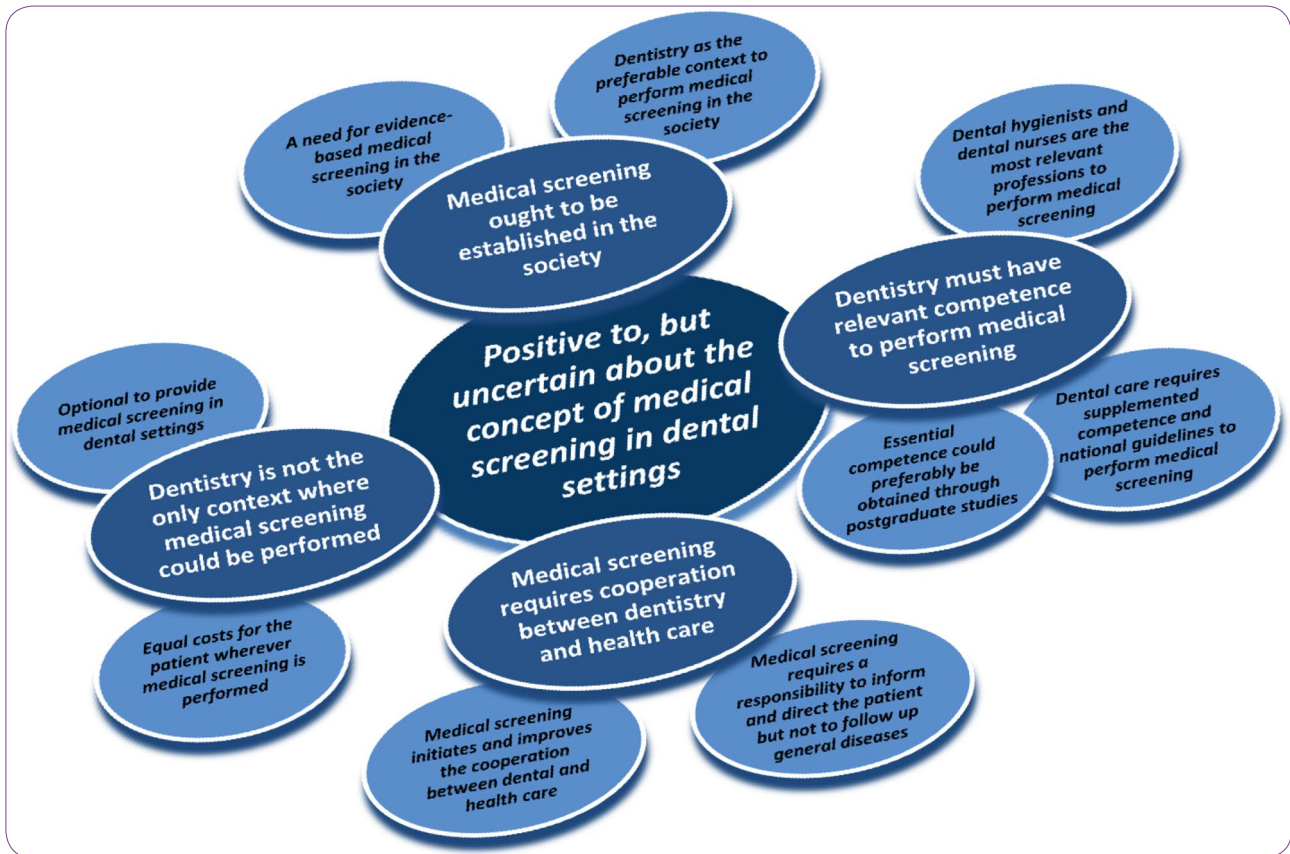 Dentistry as the
preferable context to
perform medical
screening in the
society
A need for evidence-
based medical
screening in the
society
Medical screening
ought to be
established in the
society
Dental hygienists and
dental nurses are the
most relevant
professions to
perform medical
screening
Dentistry must have
relevant competence
to perform medical
screening
Positive to, but
uncertain about the
concept of medical
screening in dental
settings
Dental care requires
supplemented
competence and
national guidelines to
perform medical
screening
Essential
competence could
preferably be
obtained through
postgraduate studies
Optional to provide
medical screening in
dental settings
Dentistry is not the
only context where
medical screening
could be performed
Equal costs for the
patient wherever
medical screening is
performed
Medical screening
requires cooperation
between dentistry
and health care
Medical screening
requires a
responsibility to inform
and direct the patient
but not to follow up
general diseases
Medical screening
initiates and improves
the cooperation
between dental and
health care